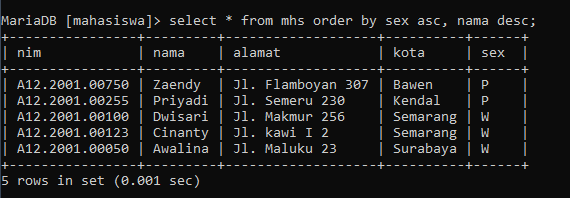 MariaDB [mahasiswa]> select * from mhs order by sex asc, nama desc;
+----------------+---------+-------------------+----------+------+
| nim            | nama    | alamat            | kota     | sex  |
+----------------+---------+-------------------+----------+------+
| A12.2001.00750 | Zaendy  | Jl. Flamboyan 307 | Bawen    | P    |
| A12.2001.00255 | Priyadi | Jl. Semeru 230    | Kendal   | P    |
| A12.2001.00100 | Dwisari | Jl. Makmur 256    | Semarang | W    |
| A12.2001.00123 | Cinanty | Jl. kawi I 2      | Semarang | W    |
| A12.2001.00050 | Awalina | Jl. Maluku 23     | Surabaya | W    |
+----------------+---------+-------------------+----------+------+
5 rows in set (0.001 sec)